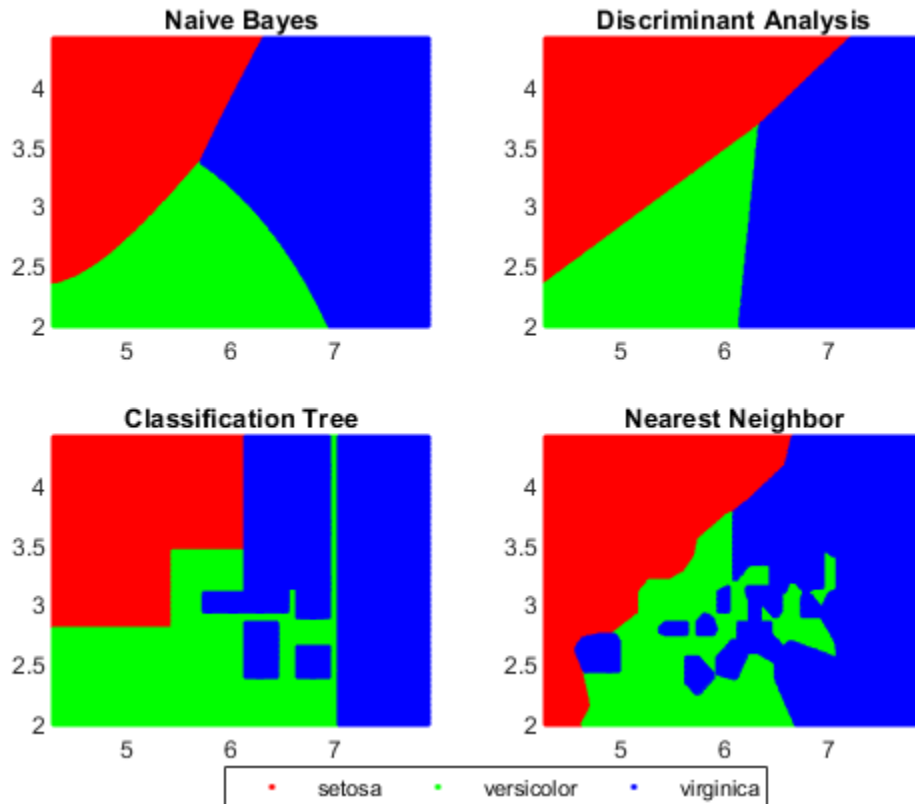 Naive Bayes
4
3.5
3
2.5
2
5 6 7
Discriminant Analysis
4
3.5
3
2.5
2
5 6 7
Classification Tree
4
3.5
3
2.5
2
5 6 7
Nearest Neighbor
4
3.5
3
2.5
2
5 6 7
setosa versicolor virginica